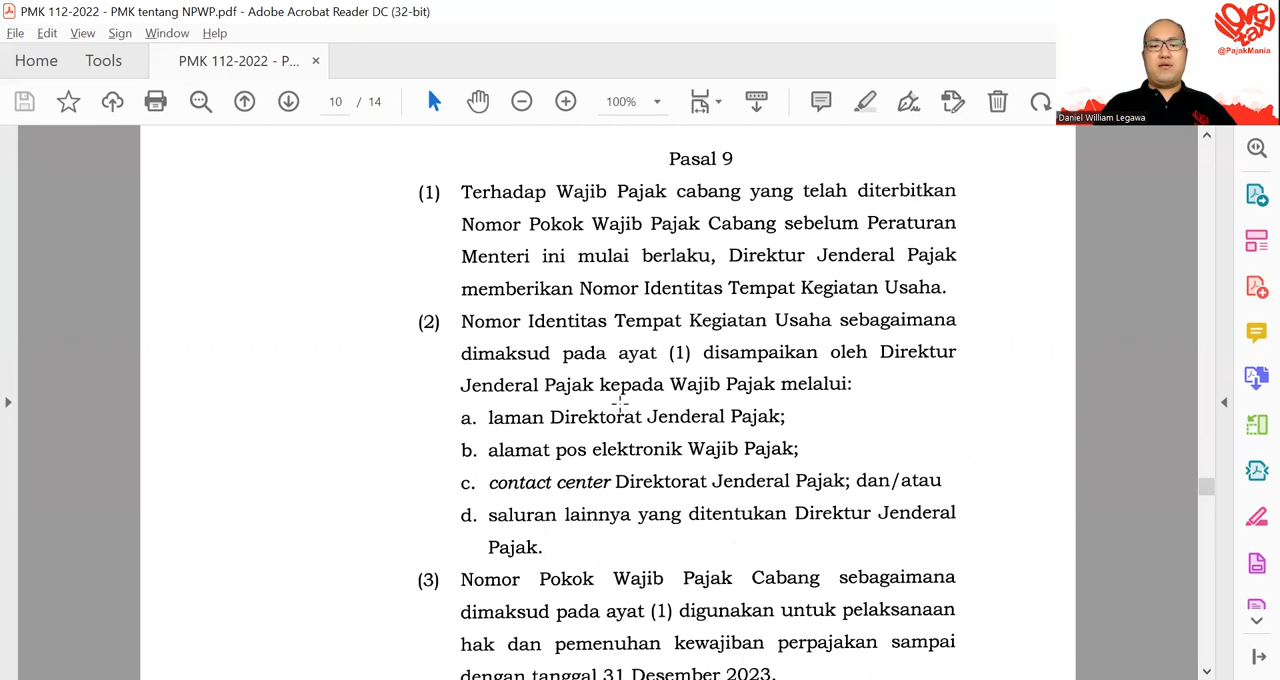 PMK 112-2022 - PMK tentang NPWP.pdf - Adobe Acrobat Reader DC (32-bit)
File Edit View Sign Window Help
Home Tools PMK 112-2022 - P... ×
10 / 14 100%
I love tax
@PajakMania
Daniel William Legawa
Pasal 9
(1) Terhadap Wajib Pajak cabang yang telah diterbitkan
Nomor Pokok Wajib Pajak Cabang sebelum Peraturan
Menteri ini mulai berlaku, Direktur Jenderal Pajak
memberikan Nomor Identitas Tempat Kegiatan Usaha.
(2) Nomor Identitas Tempat Kegiatan Usaha sebagaimana
dimaksud pada ayat (1) disampaikan oleh Direktur
Jenderal Pajak kepada Wajib Pajak melalui:
a. laman Direktorat Jenderal Pajak;
b. alamat pos elektronik Wajib Pajak;
c. contact center Direktorat Jenderal Pajak; dan/atau
d. saluran lainnya yang ditentukan Direktur Jenderal
Pajak.
(3) Nomor Pokok Wajib Pajak Cabang sebagaimana
dimaksud pada ayat (1) digunakan untuk pelaksanaan
hak dan pemenuhan kewajiban perpajakan sampai
dengan tanggal 31 Desember 2023.